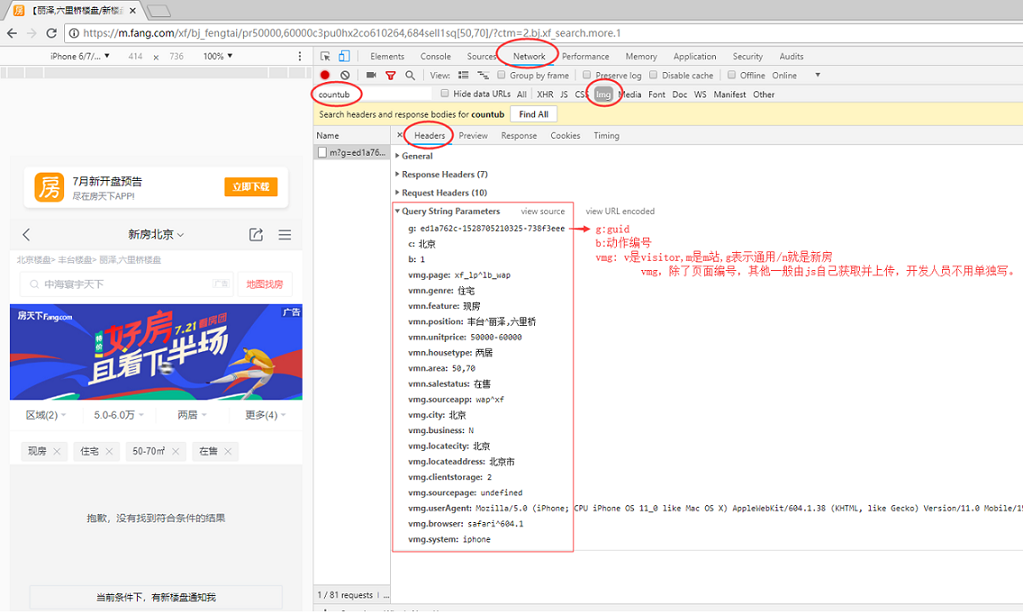 丽泽,六里桥楼盘/新楼盘
https://m.fang.com/xf/bj_fengtai/pr50000,60000c3pu0hx2co610264,684sell1sq[50,70]/?ctm=2.bj.xf_search.more.1
iPhone 6/7/... 414 × 736 100%
Elements Console Sources Network Performance Memory Application Security Audits
View: Group by frame Preserve log Disable cache Offline Online
countub Hide data URLs All XHR JS CSS Img Media Font Doc WS Manifest Other
Search headers and response bodies for countub Find All
Name × Headers Preview Response Cookies Timing
m?g=ed1a76...
General
Response Headers (7)
Request Headers (10)
Query String Parameters view source view URL encoded
g: ed1a762c-1528705210325-738f3eee
c: 北京
b: 1
vmg.page: xf_lp^lb_wap
vmn.genre: 住宅
vmn.feature: 现房
vmn.position: 丰台^丽泽,六里桥
vmn.unitprice: 50000-60000
vmn.housetype: 两居
vmn.area: 50,70
vmn.salestatus: 在售
vmg.sourceapp: wap^xf
vmg.city: 北京
vmg.business: N
vmg.locatecity: 北京
vmg.locateaddress: 北京市
vmg.clientstorage: 2
vmg.sourcepage: undefined
vmg.userAgent: Mozilla/5.0 (iPhone; CPU iPhone OS 11_0 like Mac OS X) AppleWebKit/604.1.38 (KHTML, like Gecko) Version/11.0 Mobile/15
vmg.browser: safari^604.1
vmg.system: iphone
g:guid
b:动作编号
vmg: v是visitor,m是m站,g表示通用/n就是新房
vmg，除了页面编号，其他一般由js自己获取并上传，开发人员不用单独写。
1 / 81 requests | ...
房
7月新开盘预告
尽在房天下APP!
立即下载
新房北京
北京楼盘> 丰台楼盘> 丽泽,六里桥楼盘
中海寰宇天下 广告 地图找房
房天下Fang.com 广告
特价
好房 7.21 看房团
且看下半场
区域(2) 5.0-6.0万 两居 更多(4)
现房 × 住宅 × 50-70㎡ × 在售 ×
抱歉，没有找到符合条件的结果
当前条件下，有新楼盘通知我